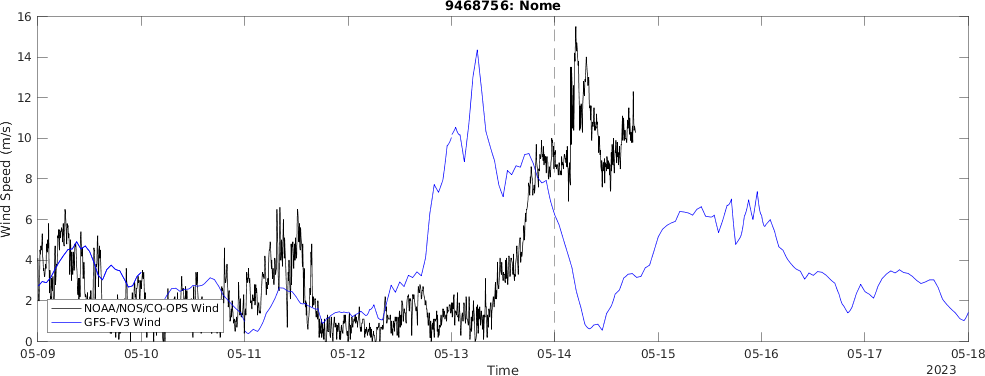 9468756: Nome
Wind Speed (m/s)
16
14
12
10
8
6
4
2
0
NOAA/NOS/CO-OPS Wind
GFS-FV3 Wind
05-09 05-10 05-11 05-12 05-13 05-14 05-15 05-16 05-17 05-18
Time
2023